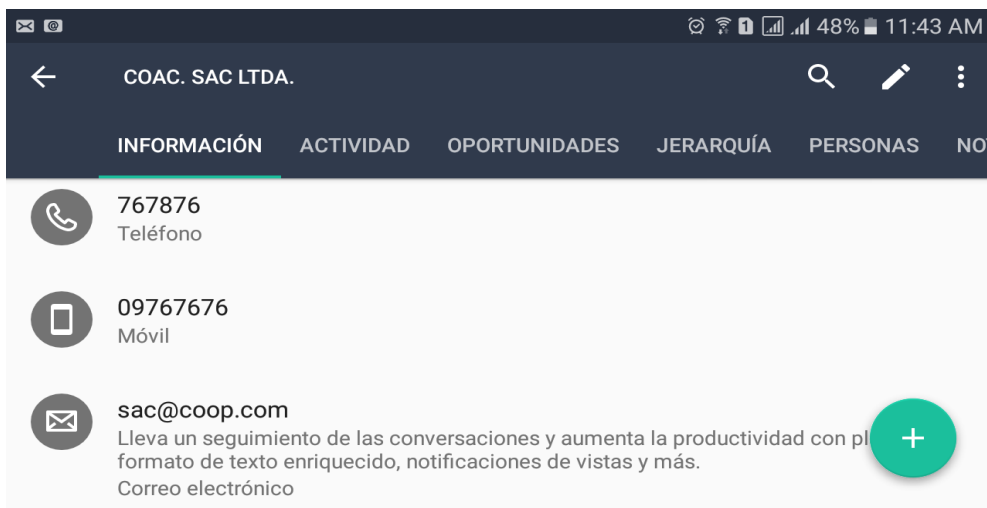 48% 11:43 AM
COAC. SAC LTDA.
INFORMACIÓN ACTIVIDAD OPORTUNIDADES JERARQUÍA PERSONAS NO
767876
Teléfono
09767676
Móvil
sac@coop.com
Lleva un seguimiento de las conversaciones y aumenta la productividad con pl
formato de texto enriquecido, notificaciones de vistas y más.
Correo electrónico